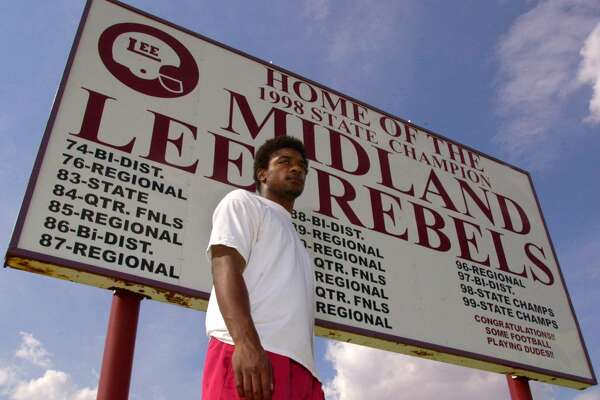 LEE
HOME OF THE
1998 STATE CHAMPION
MIDLAND
LEE REBELS
74-BI-DIST.
76-REGIONAL
83-STATE
84-QTR. FNLS
85-REGIONAL
86-Bi-DIST.
87-REGIONAL
88-BI-DIST.
89-REGIONAL
REGIONAL
QTR. FNLS
QTR. FNLS
REGIONAL
96-REGIONAL
97-BI-DIST.
98-STATE CHAMPS
99-STATE CHAMPS
CONGRATULATIONS!!
SOME FOOTBALL
PLAYING DUDES!!